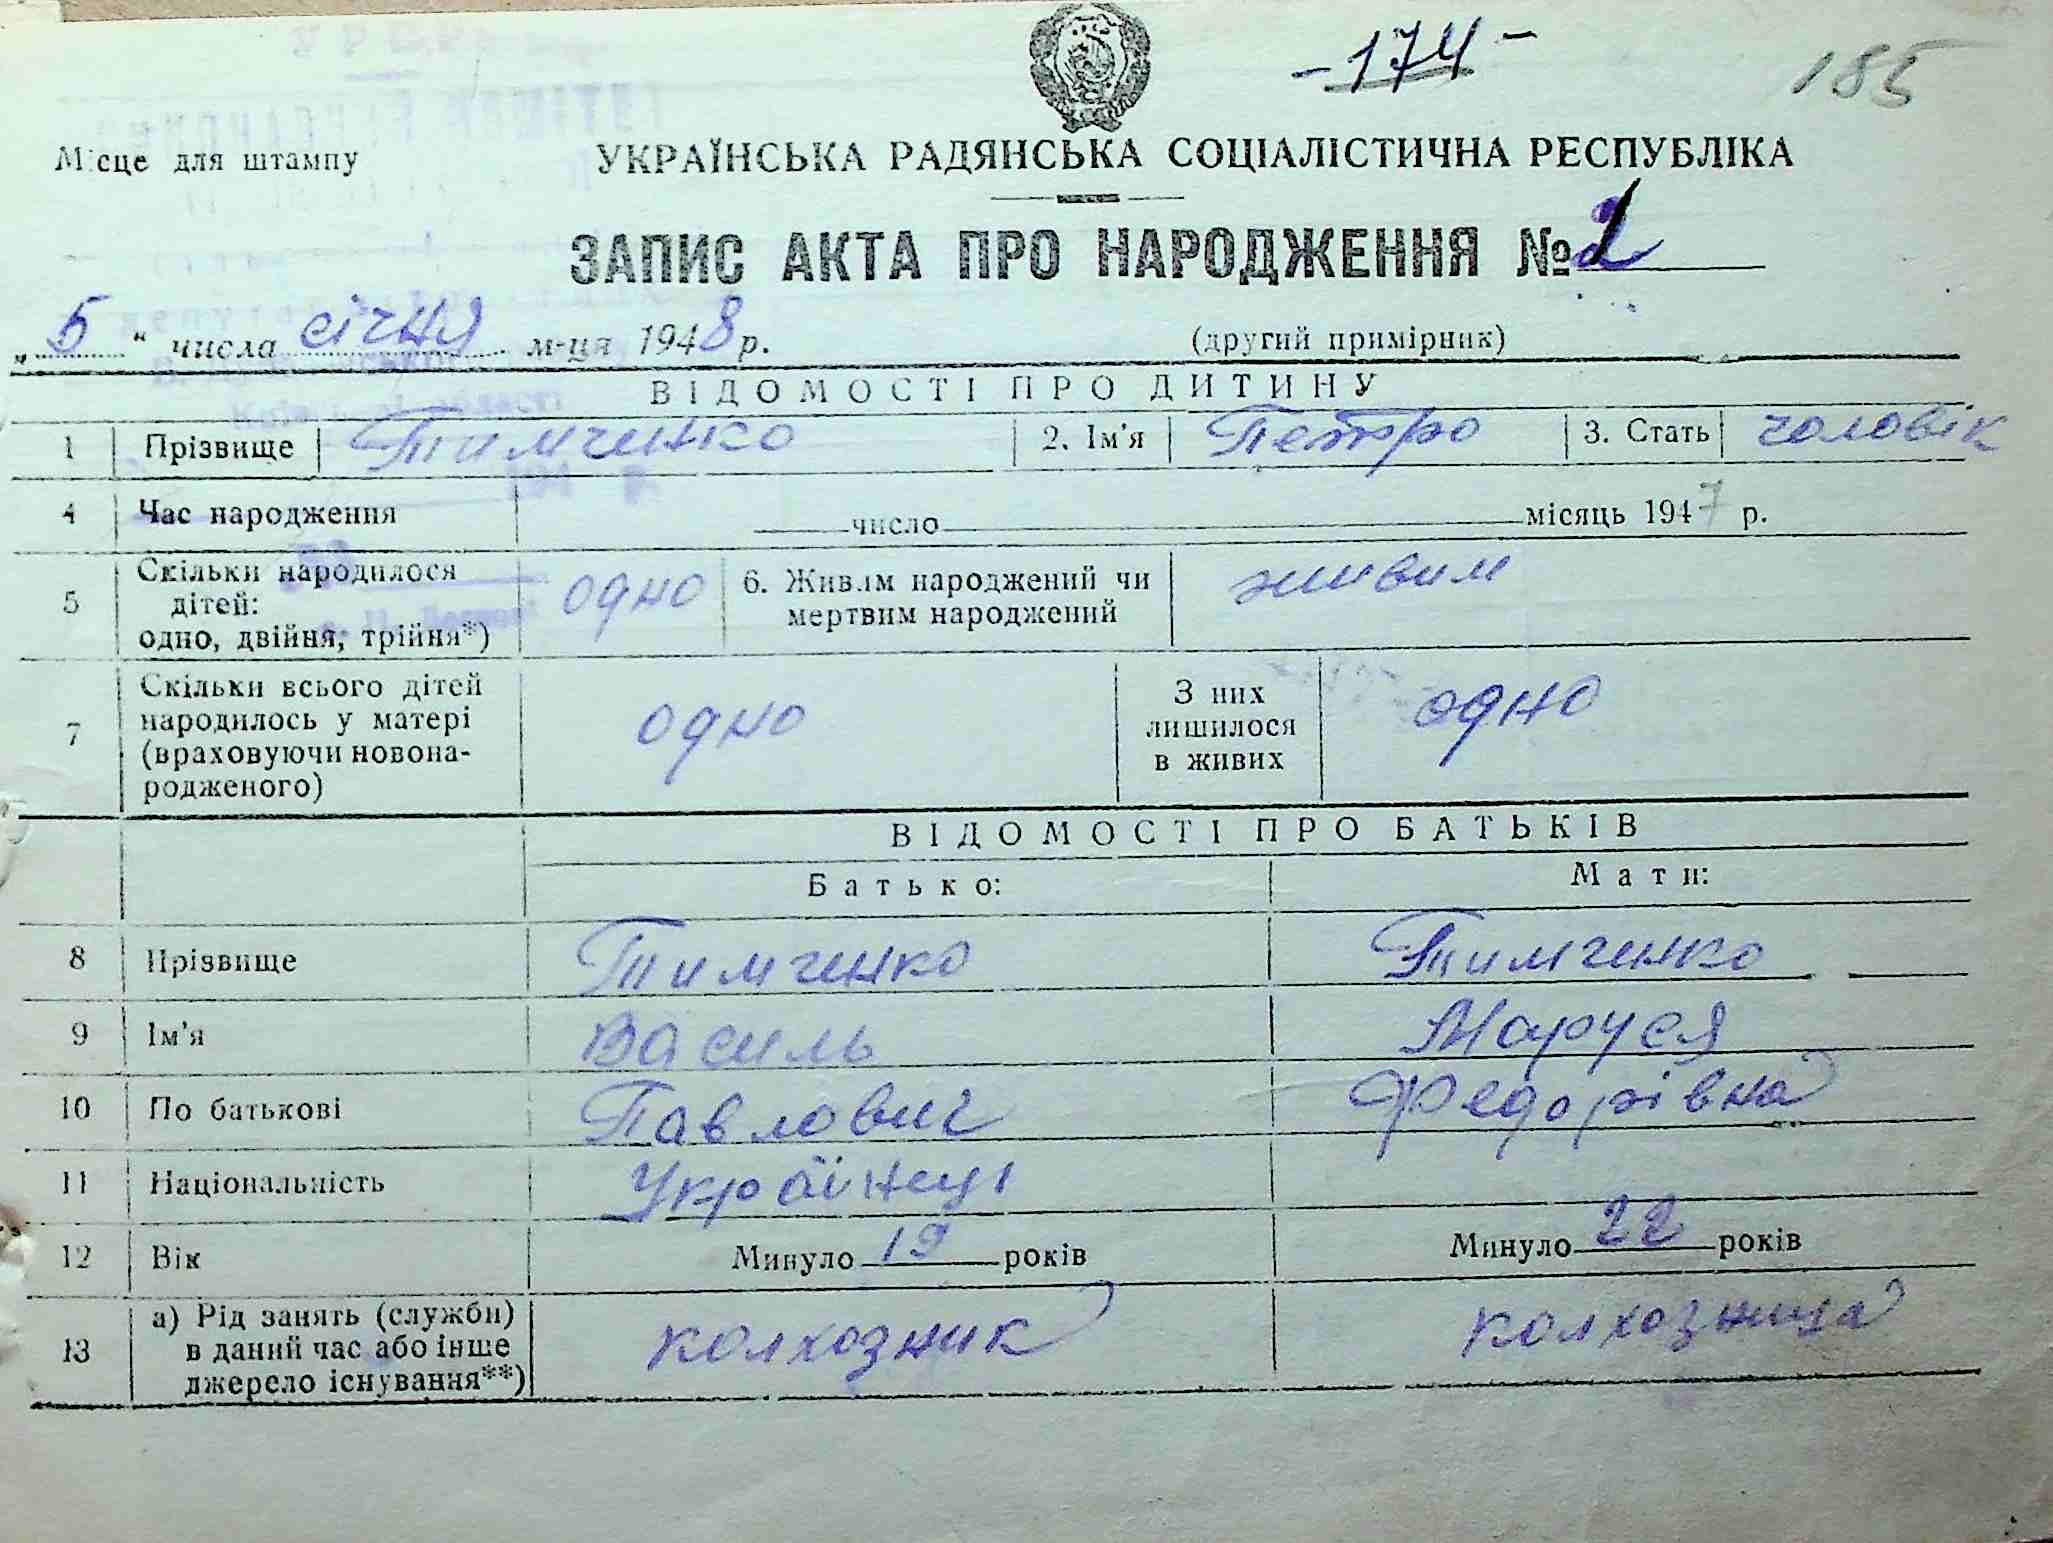 - 174 -
185
Місце для штампу
УКРАЇНСЬКА РАДЯНСЬКА СОЦІАЛІСТИЧНА РЕСПУБЛІКА
ЗАПИС АКТА ПРО НАРОДЖЕННЯ № 2
„5“ числа січня м-ця 1948 р. (другий примірник)
ВІДОМОСТІ ПРО ДИТИНУ
1 Прізвище Тимченко 2. Ім'я Петро 3. Стать чоловік
4 Час народження число місяць 1947 р.
5 Скільки народилося дітей: одно, двійня, трійня*) одно 6. Живим народжений чи мертвим народжений живим
7 Скільки всього дітей народилось у матері (враховуючи новонародженого) одно З них лишилося в живих одно
ВІДОМОСТІ ПРО БАТЬКІВ
Батько: Мати:
8 Прізвище Тимченко Тимченко
9 Ім'я Василь Маруся
10 По батькові Павлович Федорівна
11 Національність Українці
12 Вік Минуло 19 років Минуло 22 років
13 а) Рід занять (служби) в даний час або інше джерело існування**) колхозник колхозниця